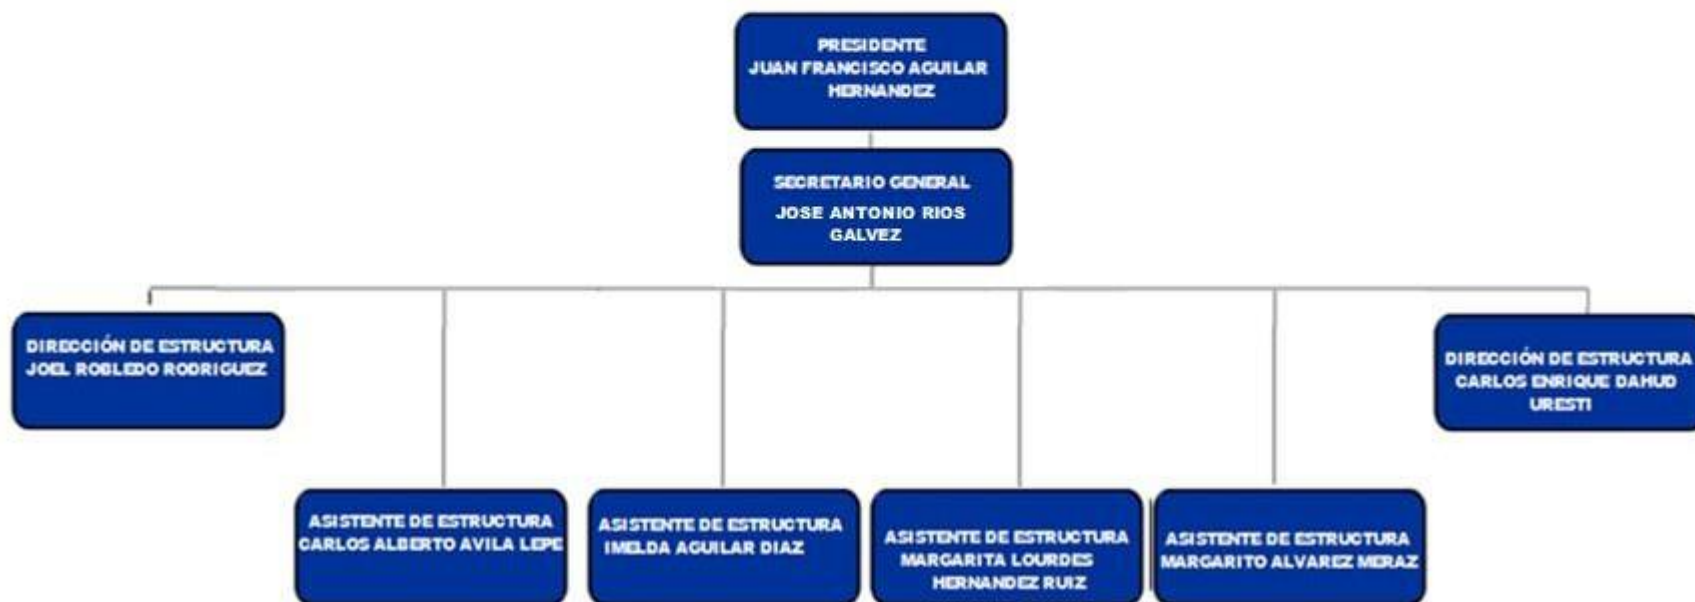 PRESIDENTE
JUAN FRANCISCO AGUILAR
HERNANDEZ
SECRETARIO GENERAL
JOSE ANTONIO RIOS
GALVEZ
DIRECCIÓN DE ESTRUCTURA
JOEL ROBLEDO RODRIGUEZ
DIRECCIÓN DE ESTRUCTURA
CARLOS ENRIQUE DAHUD
URESTI
ASISTENTE DE ESTRUCTURA
CARLOS ALBERTO AVILA LEPE
ASISTENTE DE ESTRUCTURA
IMELDA AGUILAR DIAZ
ASISTENTE DE ESTRUCTURA
MARGARITA LOURDES
HERNANDEZ RUIZ
ASISTENTE DE ESTRUCTURA
MARGARITO ALVAREZ MERAZ